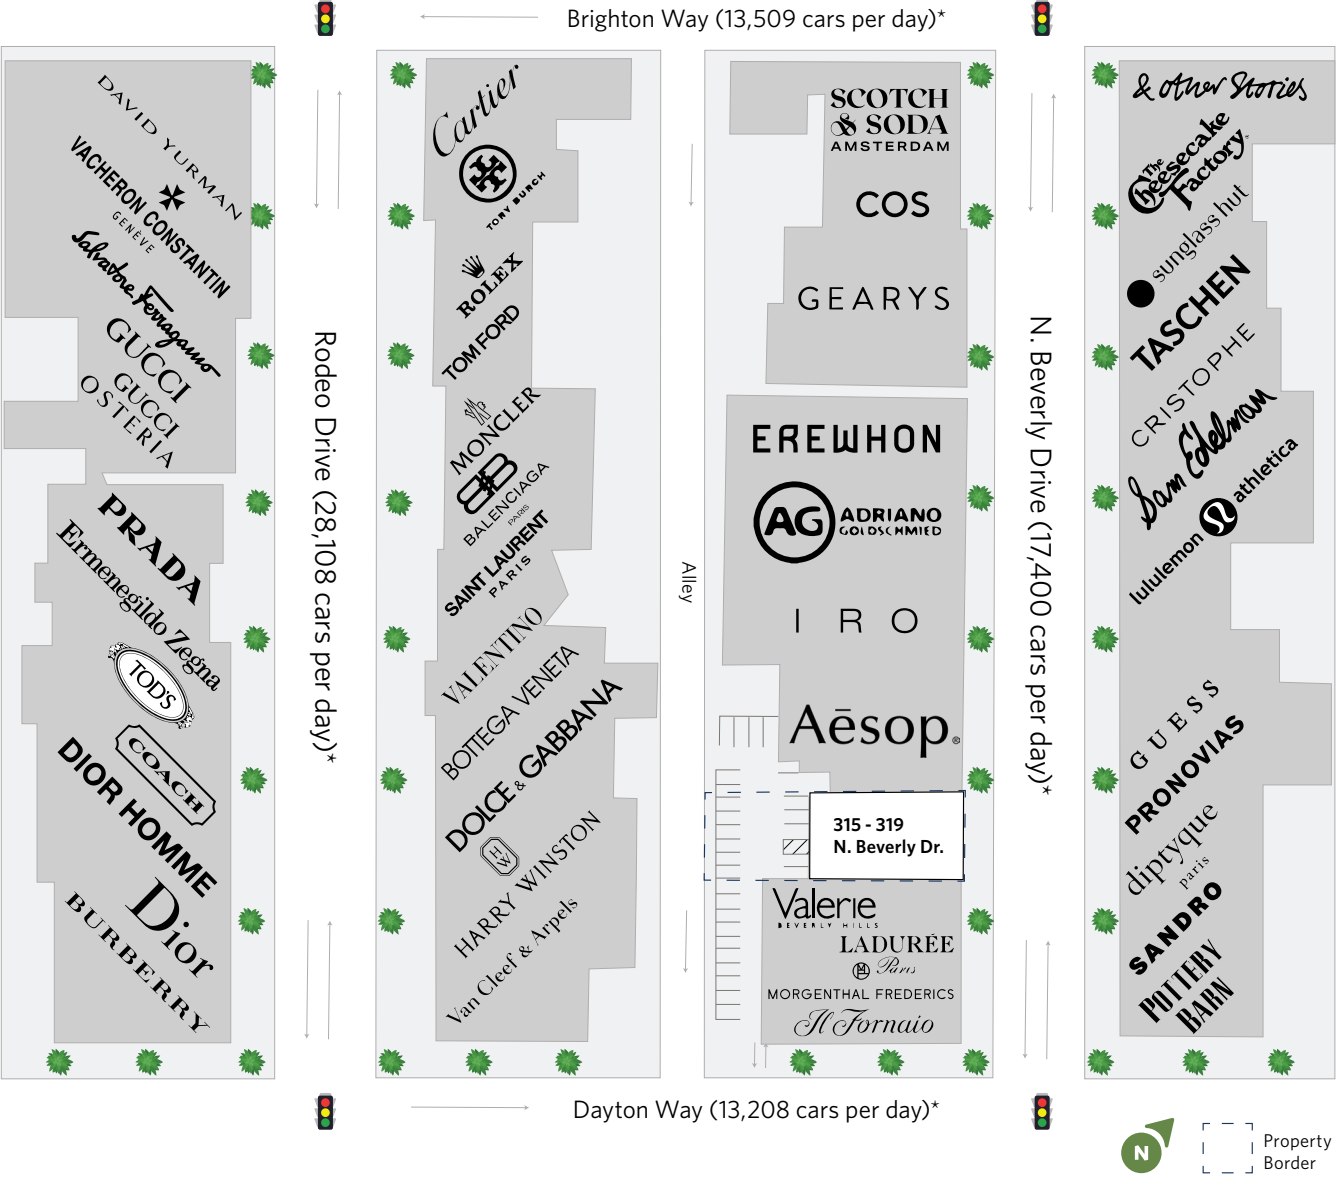 Brighton Way (13,509 cars per day)*
DAVID YURMAN
VACHERON CONSTANTIN
GENÈVE
Salvatore Ferragamo
GUCCI
GUCCI
OSTERIA
PRADA
Ermenegildo Zegna
TOD'S
COACH
DIOR HOMME
Dior
BURBERRY
Rodeo Drive (28,108 cars per day)*
Cartier
TORY BURCH
ROLEX
TOM FORD
MONCLER
BB
BALENCIAGA
PARIS
SAINT LAURENT
PARIS
VALENTINO
BOTTEGA VENETA
DOLCE & GABBANA
HW
HARRY WINSTON
Van Cleef & Arpels
Alley
SCOTCH
& SODA
AMSTERDAM
COS
GEARYS
EREWHON
AG ADRIANO
GOLDSCHMIED
IRO
Aēsop®
315 - 319
N. Beverly Dr.
Valerie
BEVERLY HILLS
LADURÉE
Paris
MORGENTHAL FREDERICS
Il Fornaio
N. Beverly Drive (17,400 cars per day)*
& other Stories
The
Cheesecake
Factory
sunglass hut
TASCHEN
CRISTOPHE
Sam Edelman
lululemon athletica
GUESS
PRONOVIAS
diptyque
paris
SANDRO
POTTERY
BARN
Dayton Way (13,208 cars per day)*
N
Property
Border